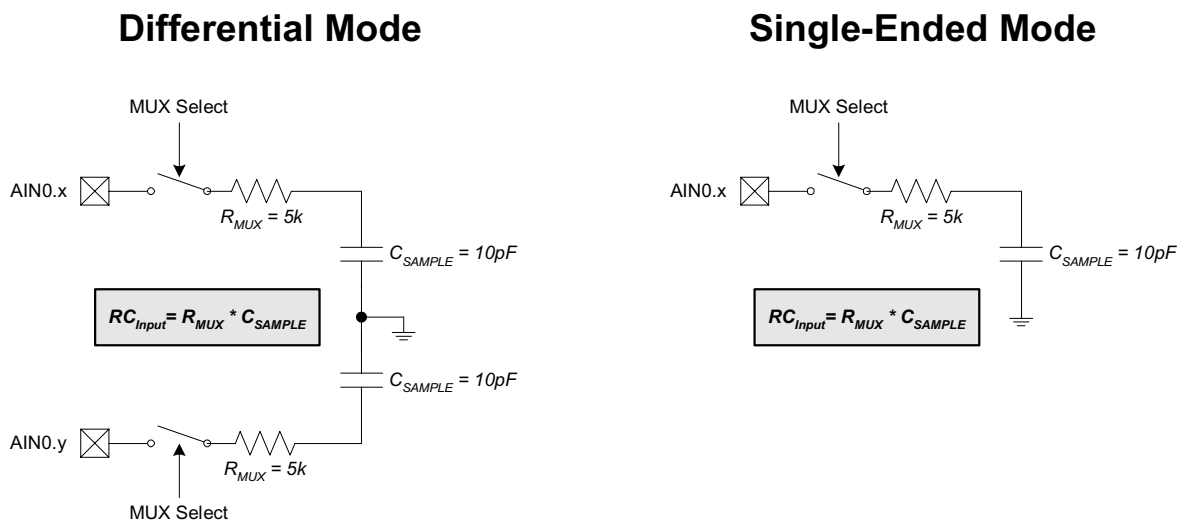 Differential Mode
MUX Select
AIN0.x
R_MUX = 5k
C_SAMPLE = 10pF
RC_Input= R_MUX * C_SAMPLE
C_SAMPLE = 10pF
AIN0.y
R_MUX = 5k
MUX Select
Single-Ended Mode
MUX Select
AIN0.x
R_MUX = 5k
C_SAMPLE = 10pF
RC_Input= R_MUX * C_SAMPLE